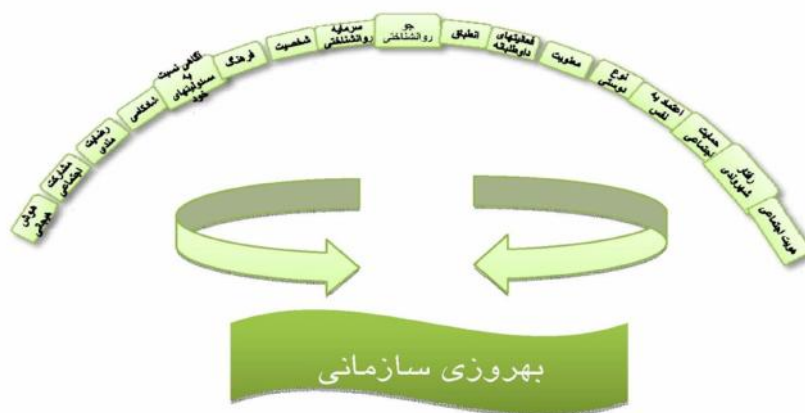 هویت اجتماعی
رفتار
شهروندی
حمایت
اجتماعی
اعتماد به
نفس
نوع
دوستی
معنویت
فعالیتهای
داوطلبانه
انطباق
جو
روانشناختی
سرمایه
روانشناختی
شخصیت
فرهنگ
آگاهی نسبت
به
مسئولیتهای
خود
رضایت
مندی
مشارکت
اجتماعی
هوش
هیجانی
بهروزی سازمانی